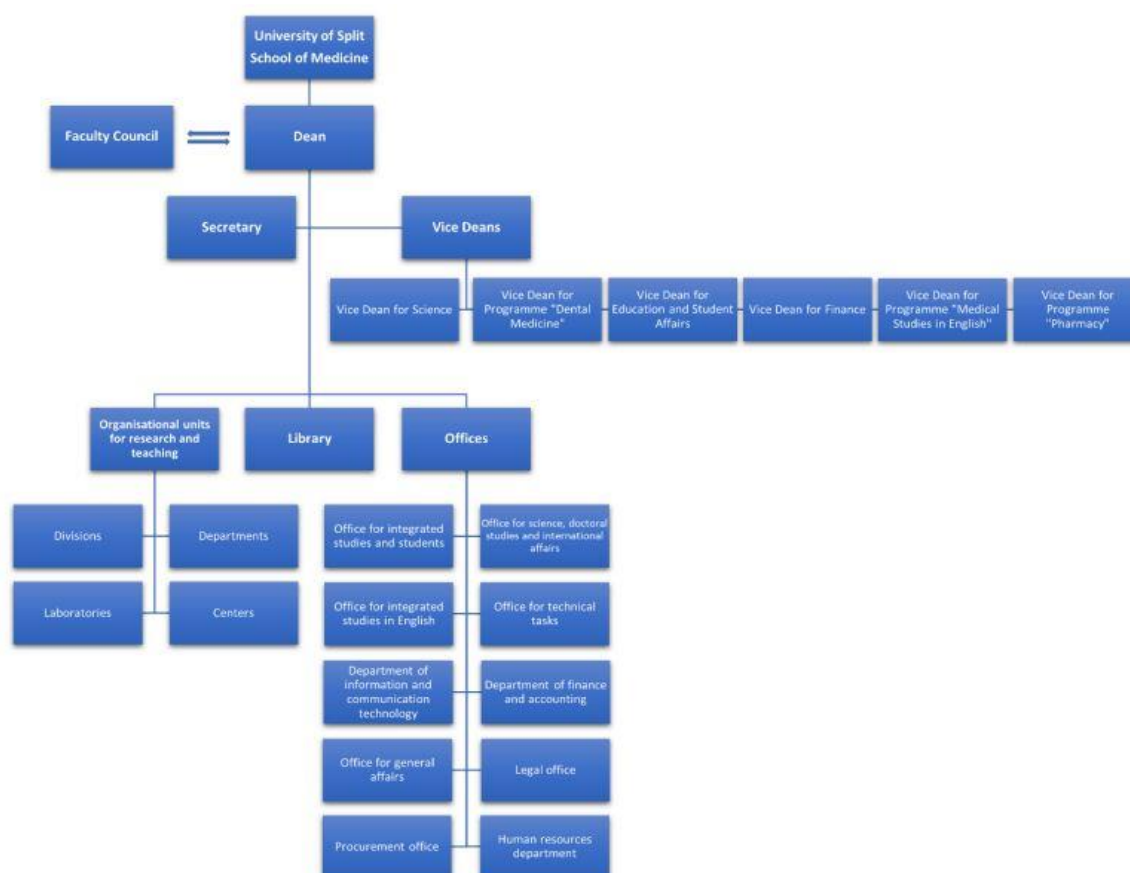 University of Split
School of Medicine
Faculty Council
Dean
Secretary
Vice Deans
Vice Dean for Science
Vice Dean for
Programme "Dental
Medicine"
Vice Dean for
Education and Student
Affairs
Vice Dean for Finance
Vice Dean for
Programme "Medical
Studies in English"
Vice Dean for
Programme
"Pharmacy"
Organisational units
for research and
teaching
Library
Offices
Divisions
Departments
Laboratories
Centers
Office for integrated
studies and students
Office for science, doctoral
studies and international
affairs
Office for integrated
studies in English
Office for technical
tasks
Department of
information and
communication
technology
Department of finance
and accounting
Office for general
affairs
Legal office
Procurement office
Human resources
department